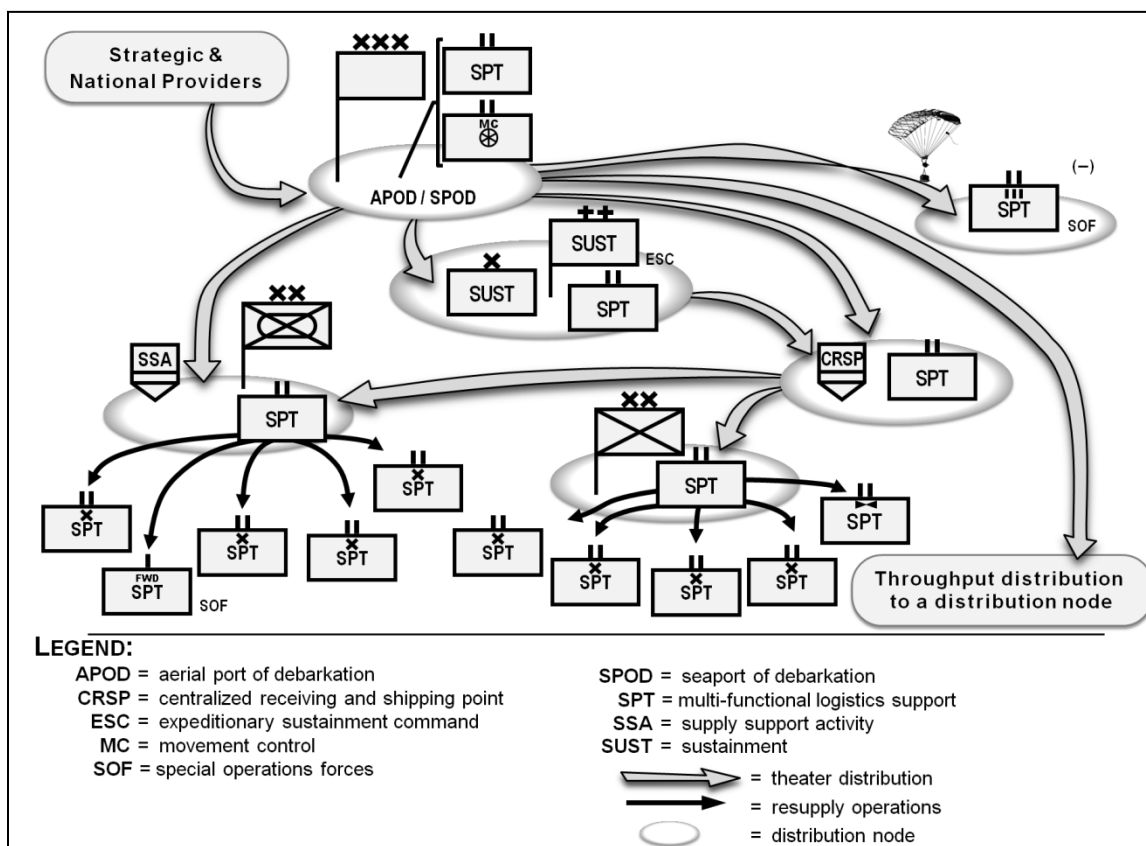 Strategic &
National Providers
SPT
MC
SPT
(–)
SOF
APOD / SPOD
SUST
ESC
SUST
SPT
SSA
CRSP
SPT
SPT
SPT
SPT
SPT
SPT
SPT
SPT
FWD
SPT
SOF
SPT
SPT
SPT
SPT
SPT
Throughput distribution
to a distribution node
LEGEND:
APOD = aerial port of debarkation
CRSP = centralized receiving and shipping point
ESC = expeditionary sustainment command
MC = movement control
SOF = special operations forces
SPOD = seaport of debarkation
SPT = multi-functional logistics support
SSA = supply support activity
SUST = sustainment
= theater distribution
= resupply operations
= distribution node